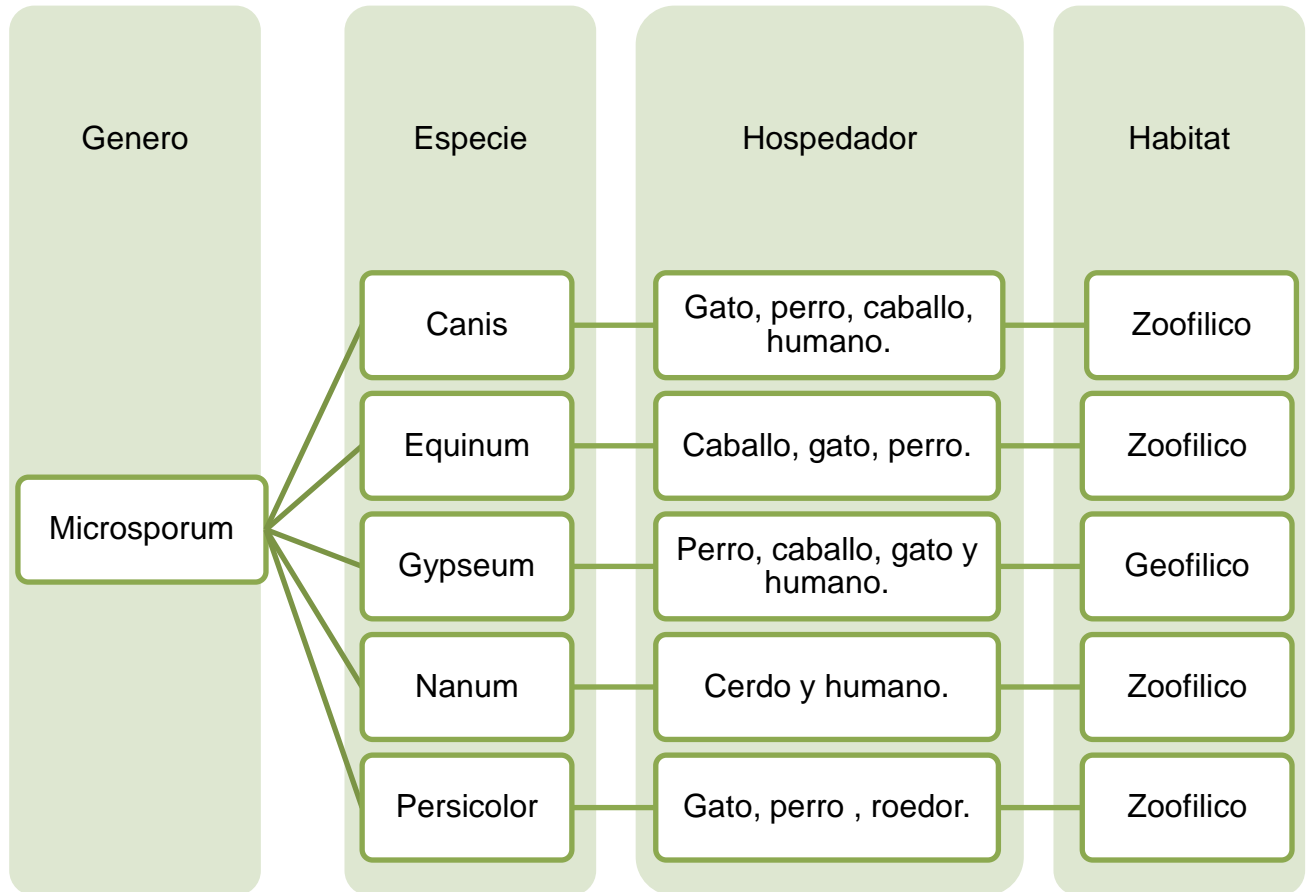 Genero
Especie
Hospedador
Habitat
Microsporum
Canis
Gato, perro, caballo,
humano.
Zoofilico
Equinum
Caballo, gato, perro.
Zoofilico
Gypseum
Perro, caballo, gato y
humano.
Geofilico
Nanum
Cerdo y humano.
Zoofilico
Persicolor
Gato, perro , roedor.
Zoofilico